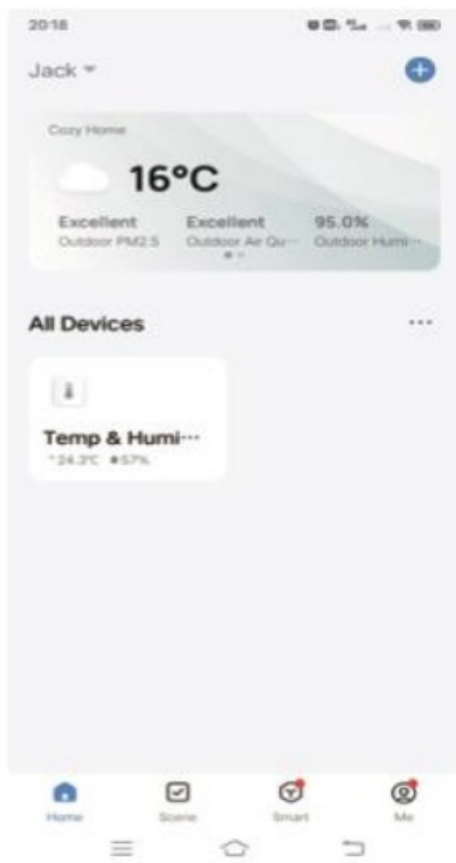 20:18
Jack
Cozy Home
16°C
Excellent Excellent 95.0%
Outdoor PM2.5 Outdoor Air Qu··· Outdoor Humi···
All Devices
Temp & Humi···
24.3°C 57%
Home Scene Smart Me